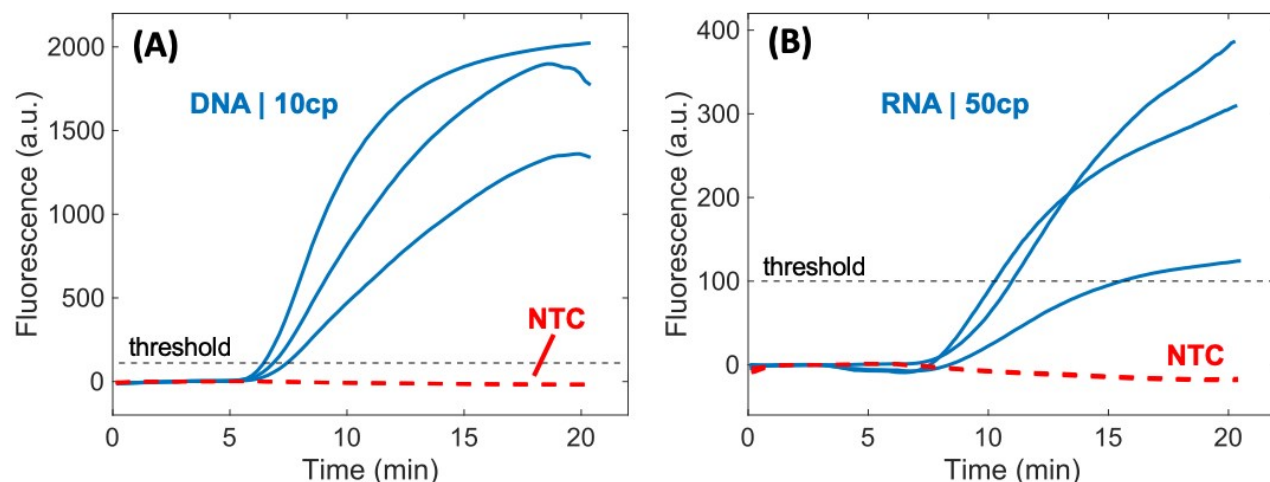 (A)
DNA | 10cp
threshold
NTC
Fluorescence (a.u.)
2000
1500
1000
500
0
0 5 10 15 20
Time (min)
(B)
RNA | 50cp
threshold
NTC
Fluorescence (a.u.)
400
300
200
100
0
0 5 10 15 20
Time (min)